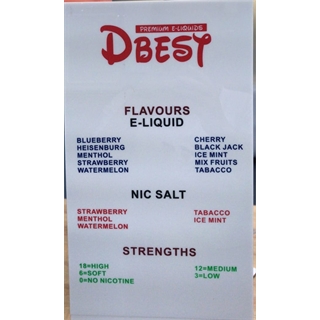 PREMIUM E-LIQUIDS
DBEST
FLAVOURS
E-LIQUID
BLUEBERRY
HEISENBURG
MENTHOL
STRAWBERRY
WATERMELON
CHERRY
BLACK JACK
ICE MINT
MIX FRUITS
TABACCO
NIC SALT
STRAWBERRY
MENTHOL
WATERMELON
TABACCO
ICE MINT
STRENGTHS
18=HIGH
6=SOFT
0=NO NICOTINE
12=MEDIUM
3=LOW